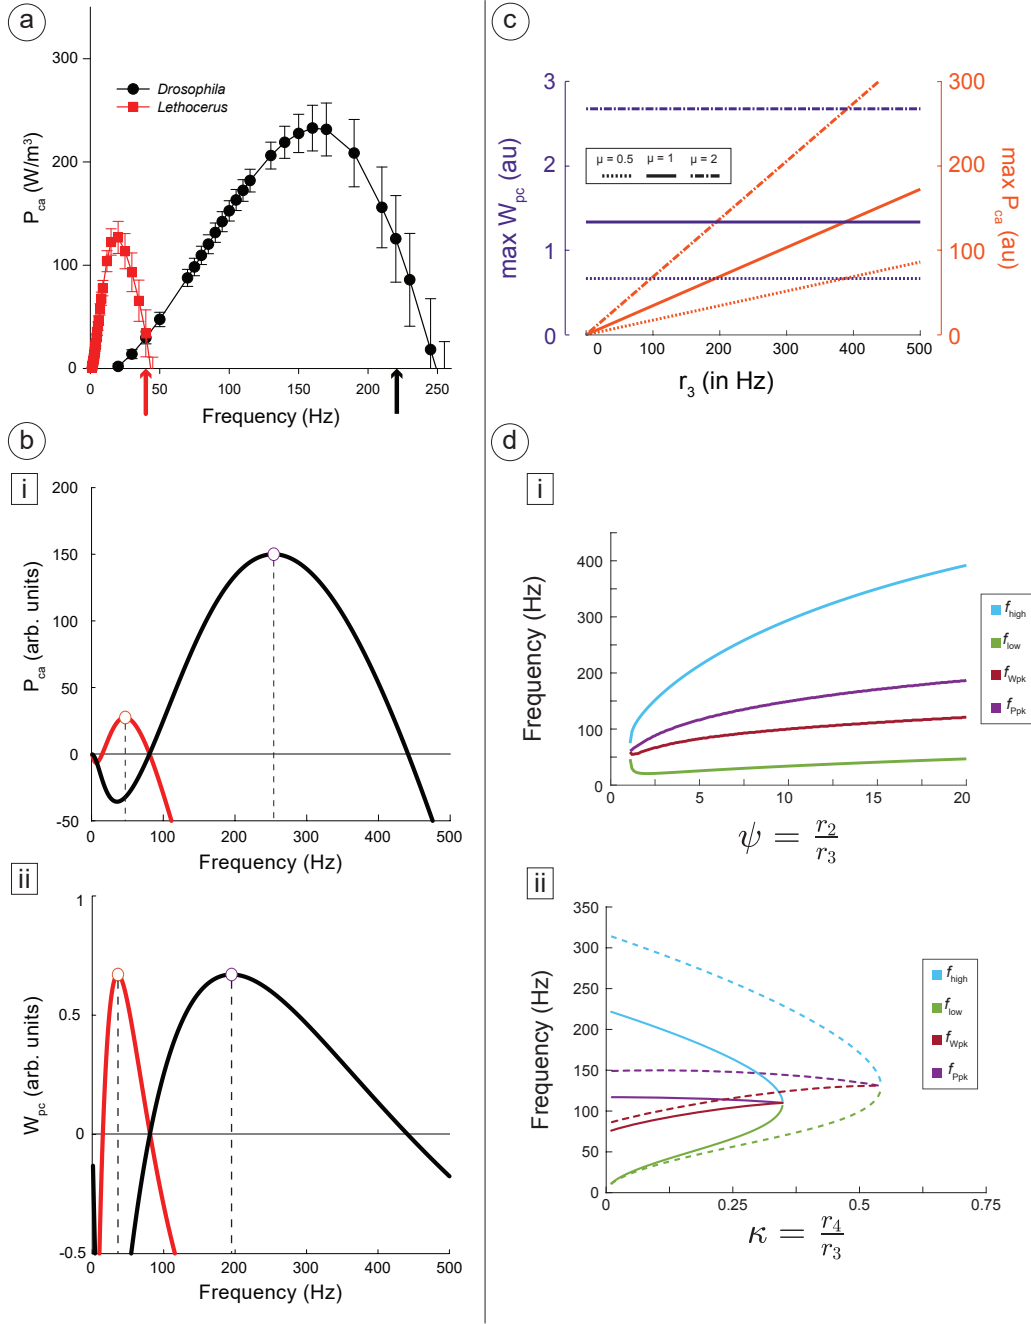 a
P_ca (W/m³)
300
200
100
0
Drosophila
Lethocerus
0 50 100 150 200 250
Frequency (Hz)
b
i
P_ca (arb. units)
200
150
100
50
0
-50
0 100 200 300 400 500
Frequency (Hz)
ii
W_pc (arb. units)
1
0.5
0
-0.5
0 100 200 300 400 500
Frequency (Hz)
c
max W_pc (au)
3
2
1
0
μ = 0.5 μ = 1 μ = 2
300
200
100
0
max P_ca (au)
0 100 200 300 400 500
r_3 (in Hz)
d
i
Frequency (Hz)
400
300
200
100
0
f_high
f_low
f_Wpk
f_Ppk
0 5 10 15 20
ψ = r_2/r_3
ii
Frequency (Hz)
350
300
250
200
150
100
50
0
f_high
f_low
f_Wpk
f_Ppk
0 0.25 0.5 0.75
κ = r_4/r_3